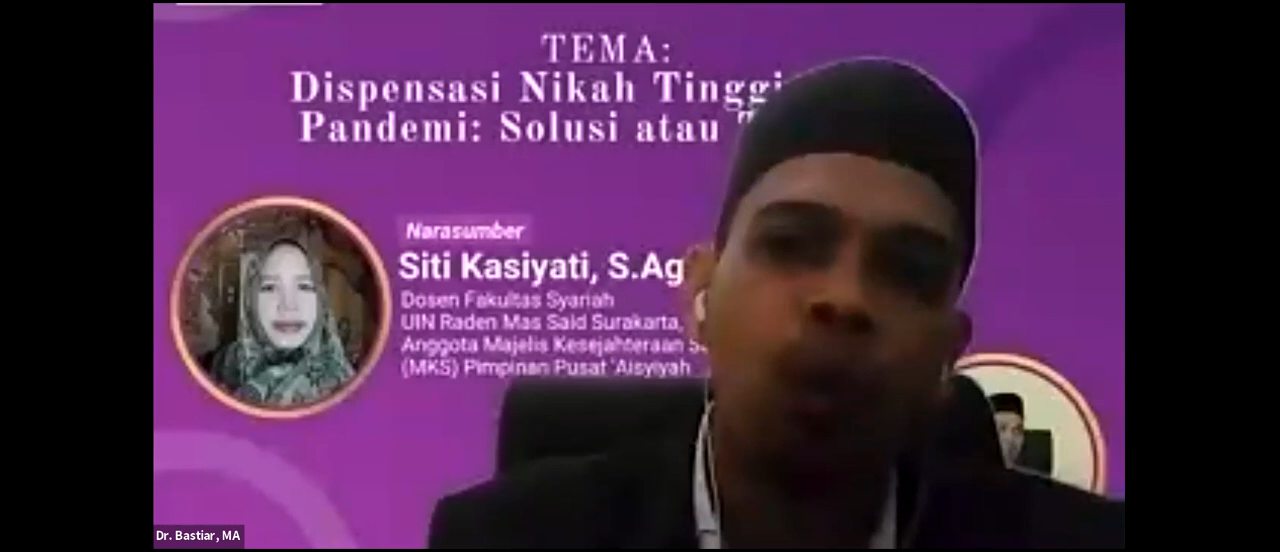 TEMA:
Dispensasi Nikah Tinggi
Pandemi: Solusi atau
Narasumber
Siti Kasiyati, S.Ag
Dosen Fakultas Syariah
UIN Raden Mas Said Surakarta,
Anggota Majelis Kesejahteraan
(MKS) Pimpinan Pusat 'Aisyiyah
Dr. Bastiar, MA